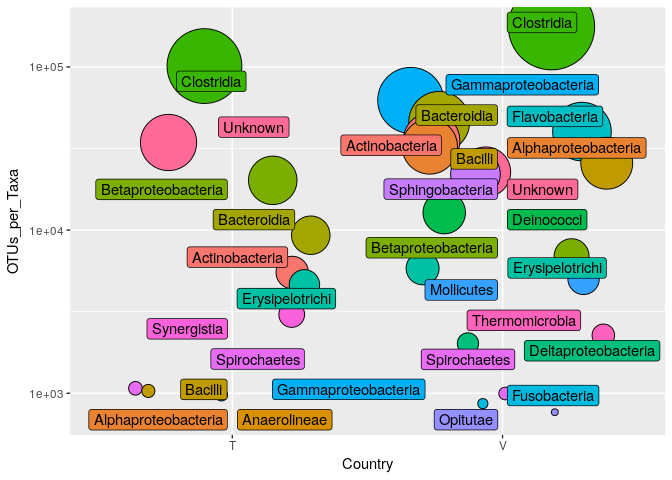 Clostridia
1e+05
Clostridia
Gammaproteobacteria
Bacteroidia
Flavobacteria
Unknown
Actinobacteria
Alphaproteobacteria
Bacilli
Betaproteobacteria
Sphingobacteria
Unknown
Bacteroidia
Deinococci
1e+04
OTUs_per_Taxa
Betaproteobacteria
Actinobacteria
Erysipelotrichi
Mollicutes
Erysipelotrichi
Synergistia
Thermomicrobia
Deltaproteobacteria
Spirochaetes
Spirochaetes
1e+03
Bacilli
Gammaproteobacteria
Fusobacteria
Alphaproteobacteria
Anaerolineae
Opitutae
T
V
Country